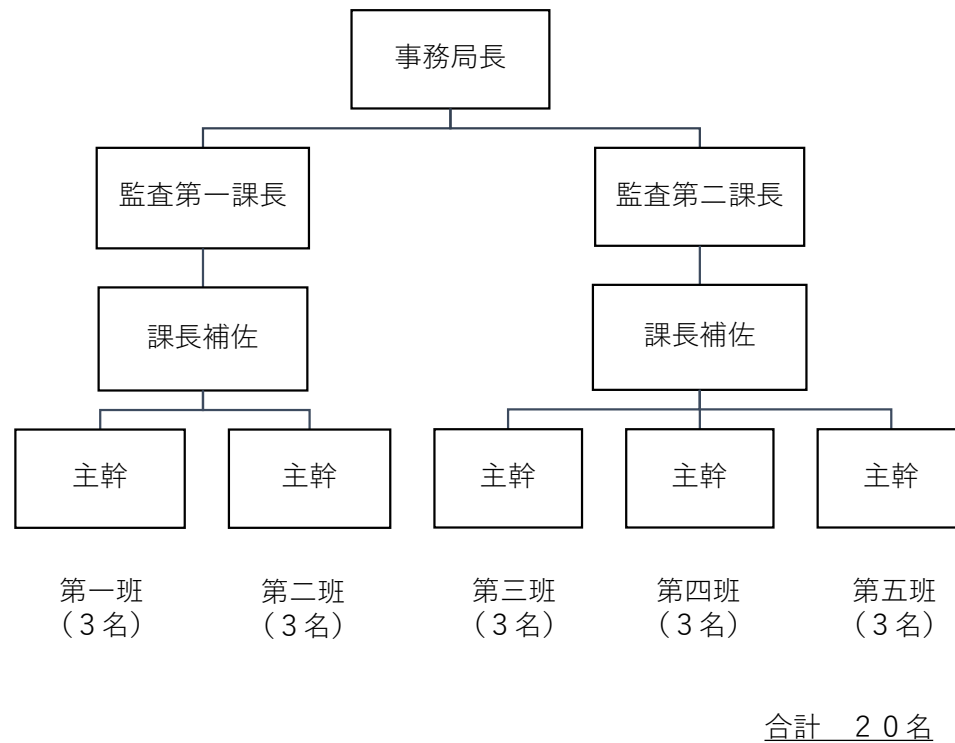 事務局長
監査第一課長
監査第二課長
課長補佐
課長補佐
主幹
主幹
主幹
主幹
主幹
第一班
（３名）
第二班
（３名）
第三班
（３名）
第四班
（３名）
第五班
（３名）
合計　２０名